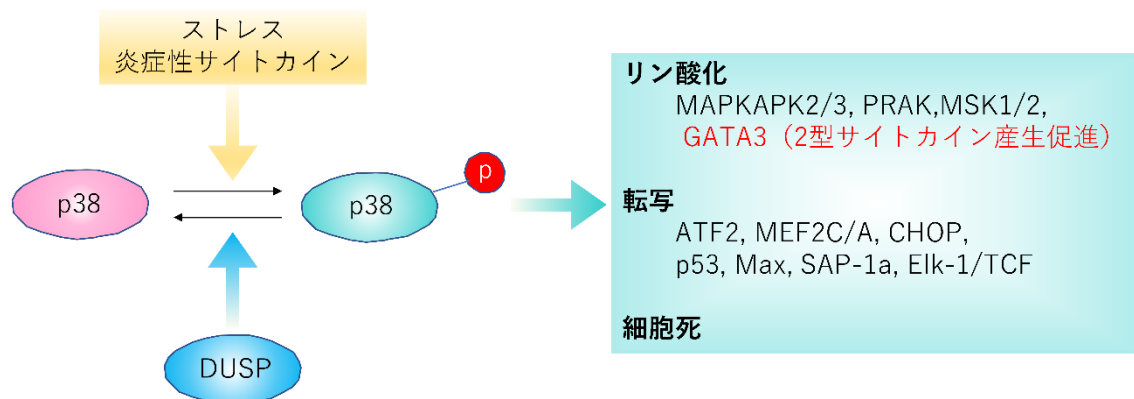 ストレス
炎症性サイトカイン
p38
p38
p
DUSP
リン酸化
MAPKAPK2/3, PRAK,MSK1/2,
GATA3（2型サイトカイン産生促進）
転写
ATF2, MEF2C/A, CHOP,
p53, Max, SAP-1a, Elk-1/TCF
細胞死